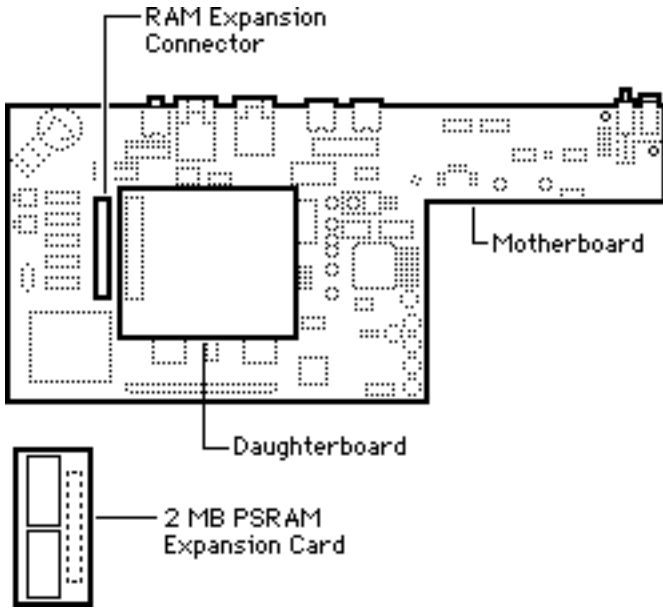 RAM Expansion
Connector
Motherboard
Daughterboard
2 MB PSRAM
Expansion Card